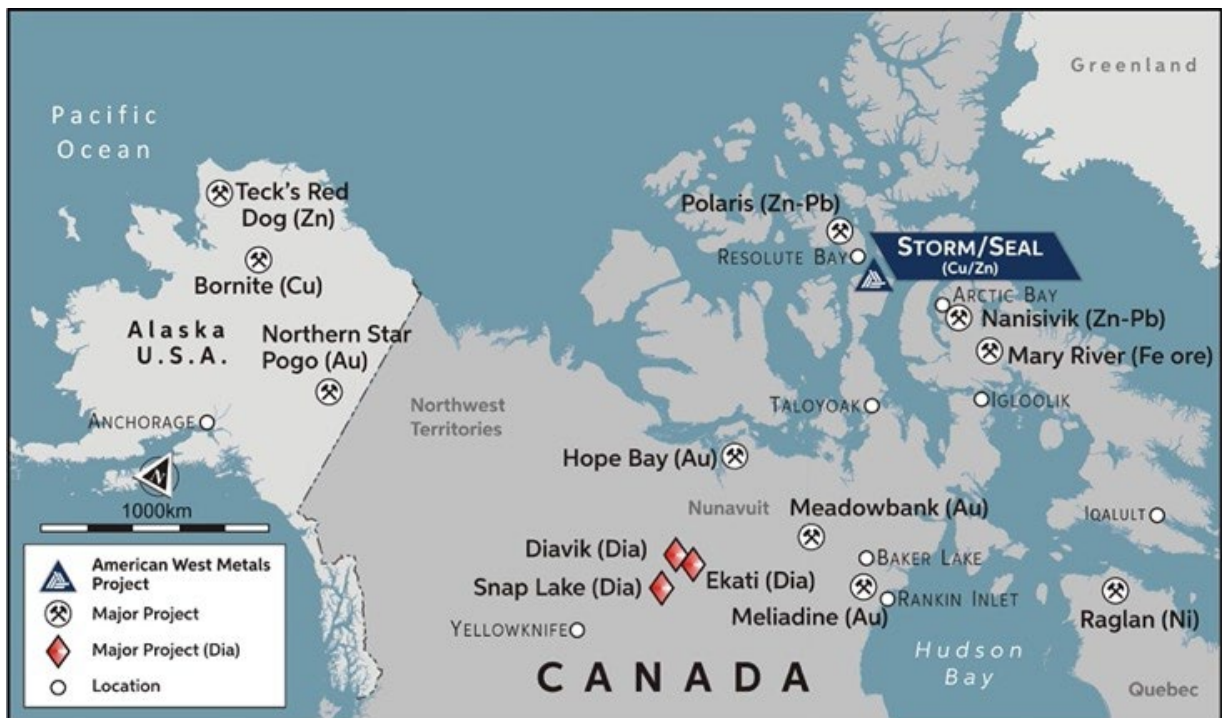 Greenland
Pacific
Ocean
Teck's Red
Dog (Zn)
Bornite (Cu)
Alaska
U.S.A.
Northern Star
Pogo (Au)
ANCHORAGE
N
1000km
Polaris (Zn-Pb)
RESOLUTE BAY
STORM/SEAL
(Cu/Zn)
ARCTIC BAY
Nanisivik (Zn-Pb)
Mary River (Fe ore)
Northwest
Territories
TALOYOAK
IGLOOLIK
Hope Bay (Au)
Nunavuit
Meadowbank (Au)
IQALULT
Diavik (Dia)
Ekati (Dia)
Snap Lake (Dia)
BAKER LAKE
Meliadine (Au)
RANKIN INLET
Raglan (Ni)
YELLOWKNIFE
CANADA
Hudson
Bay
Quebec
American West Metals
Project
Major Project
Major Project (Dia)
Location